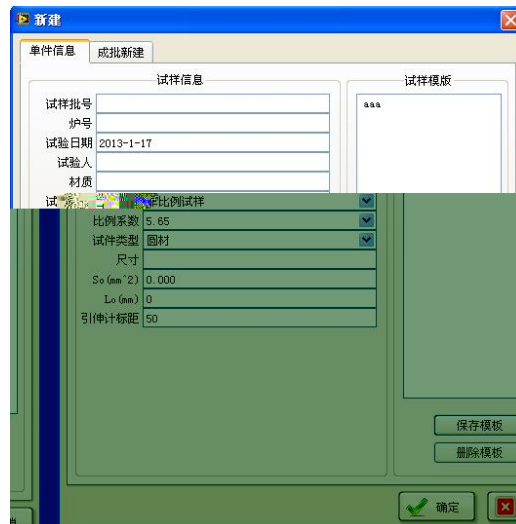 新建
单件信息 成批新建
试样信息 试样模版
试样批号 aaa
炉号
试验日期 2013-1-17
试验人
材质
试 比例试样
比例系数 5.65
试件类型 圆材
尺寸
So(mm^2) 0.000
Lo(mm) 0
引伸计标距 50
保存模板
删除模板
确定